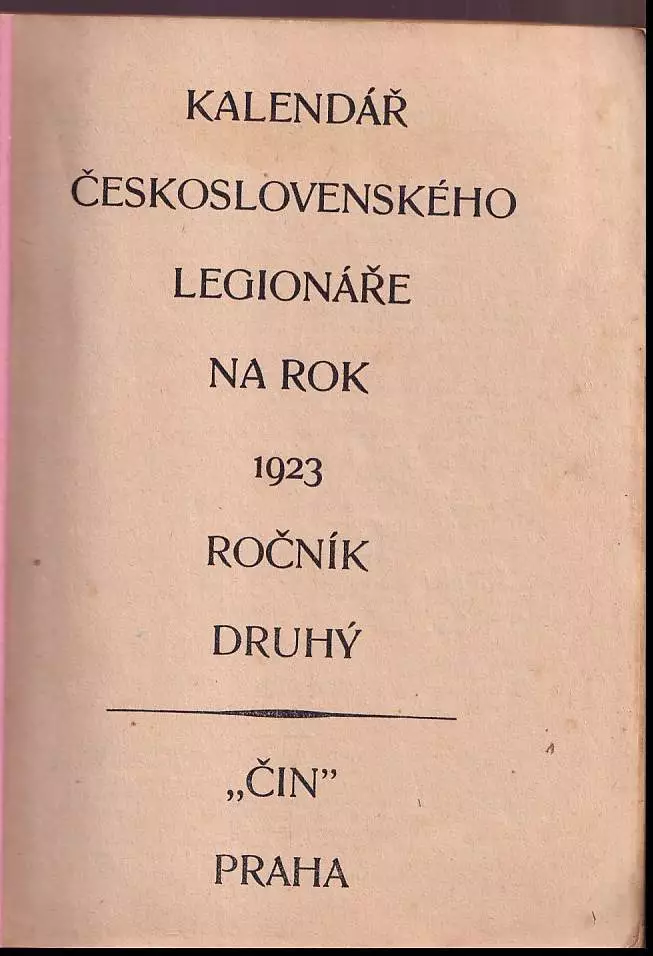 KALENDÁŘ
ČESKOSLOVENSKÉHO
LEGIONÁŘE
NA ROK
1923
ROČNÍK
DRUHÝ
„ČIN”
PRAHA